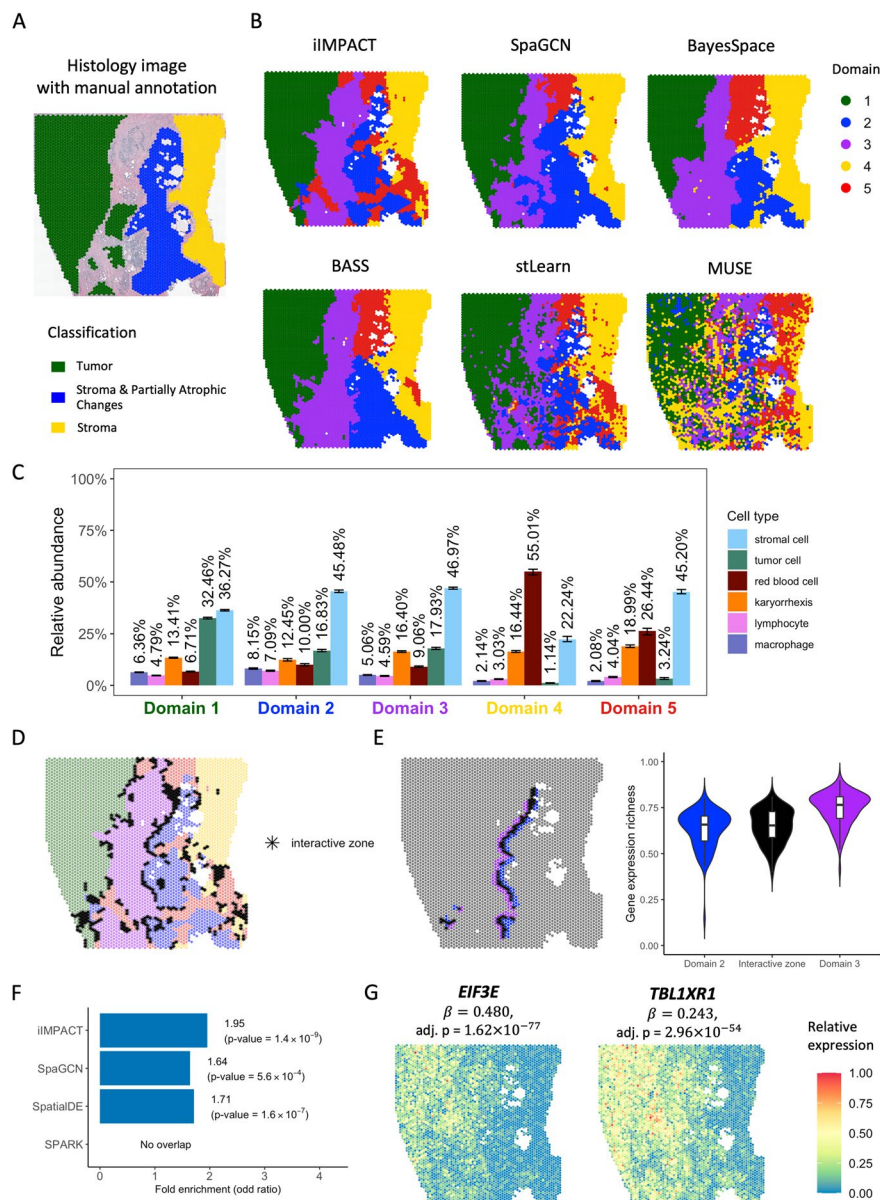 A
Histology image
with manual annotation
Classification
Tumor
Stroma & Partially Atrophic
Changes
Stroma
B
iIMPACT
SpaGCN
BayesSpace
BASS
stLearn
MUSE
Domain
1
2
3
4
5
C
Relative abundance
100%
75%
50%
25%
0%
6.36%
4.79%
13.41%
6.71%
32.46%
36.27%
8.15%
7.09%
12.45%
10.00%
16.83%
45.48%
5.06%
4.59%
16.40%
9.06%
17.93%
46.97%
2.14%
3.03%
16.44%
55.01%
1.14%
22.24%
2.08%
4.04%
18.99%
26.44%
3.24%
45.20%
Domain 1
Domain 2
Domain 3
Domain 4
Domain 5
Cell type
stromal cell
tumor cell
red blood cell
karyorrhexis
lymphocyte
macrophage
D
interactive zone
E
Gene expression richness
1.00
0.75
0.50
0.25
0.00
Domain 2
Interactive zone
Domain 3
F
iIMPACT
SpaGCN
SpatialDE
SPARK
1.95
(p-value = 1.4 × 10⁻⁹)
1.64
(p-value = 5.6 × 10⁻⁴)
1.71
(p-value = 1.6 × 10⁻⁷)
No overlap
0 1 2 3 4
Fold enrichment (odd ratio)
G
EIF3E
β = 0.480,
adj. p = 1.62×10⁻⁷⁷
TBL1XR1
β = 0.243,
adj. p = 2.96×10⁻⁵⁴
Relative
expression
1.00
0.75
0.50
0.25
0.00